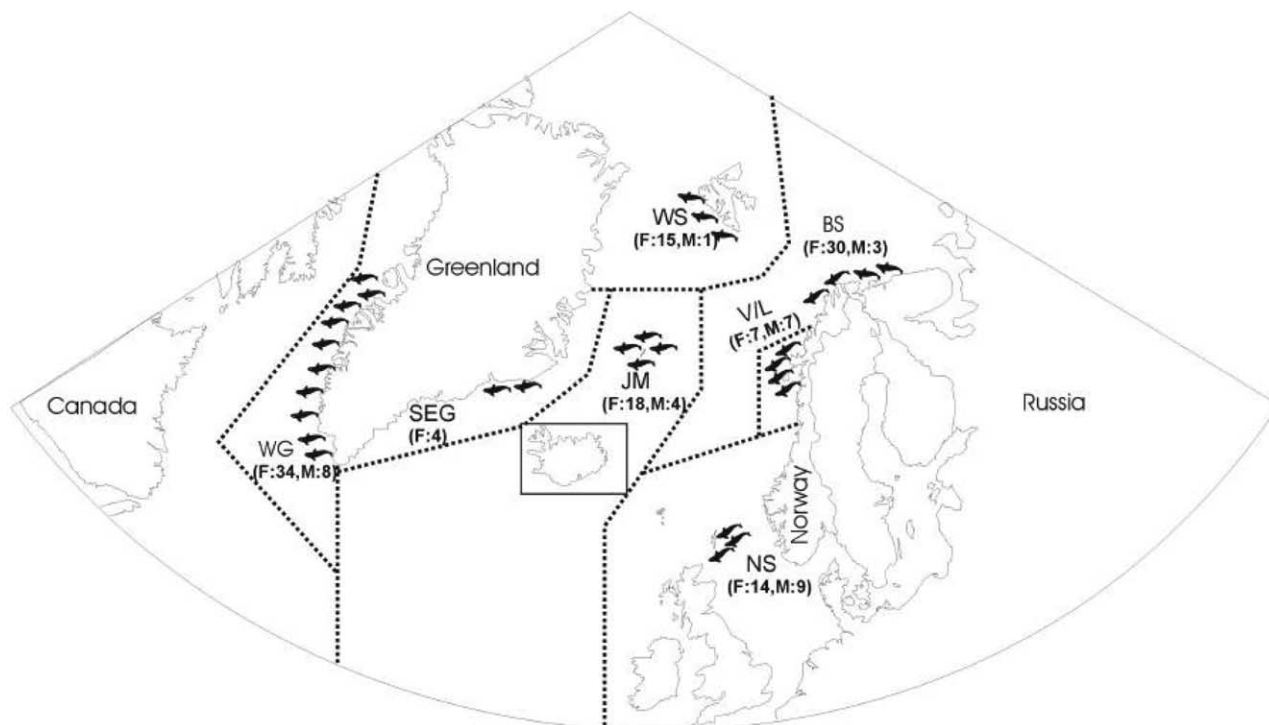 WS
(F:15,M:1)
BS
(F:30,M:3)
Greenland
V/L
(F:7,M:7)
JM
(F:18,M:4)
Canada
SEG
(F:4)
Russia
WG
(F:34,M:8)
Norway
NS
(F:14,M:9)